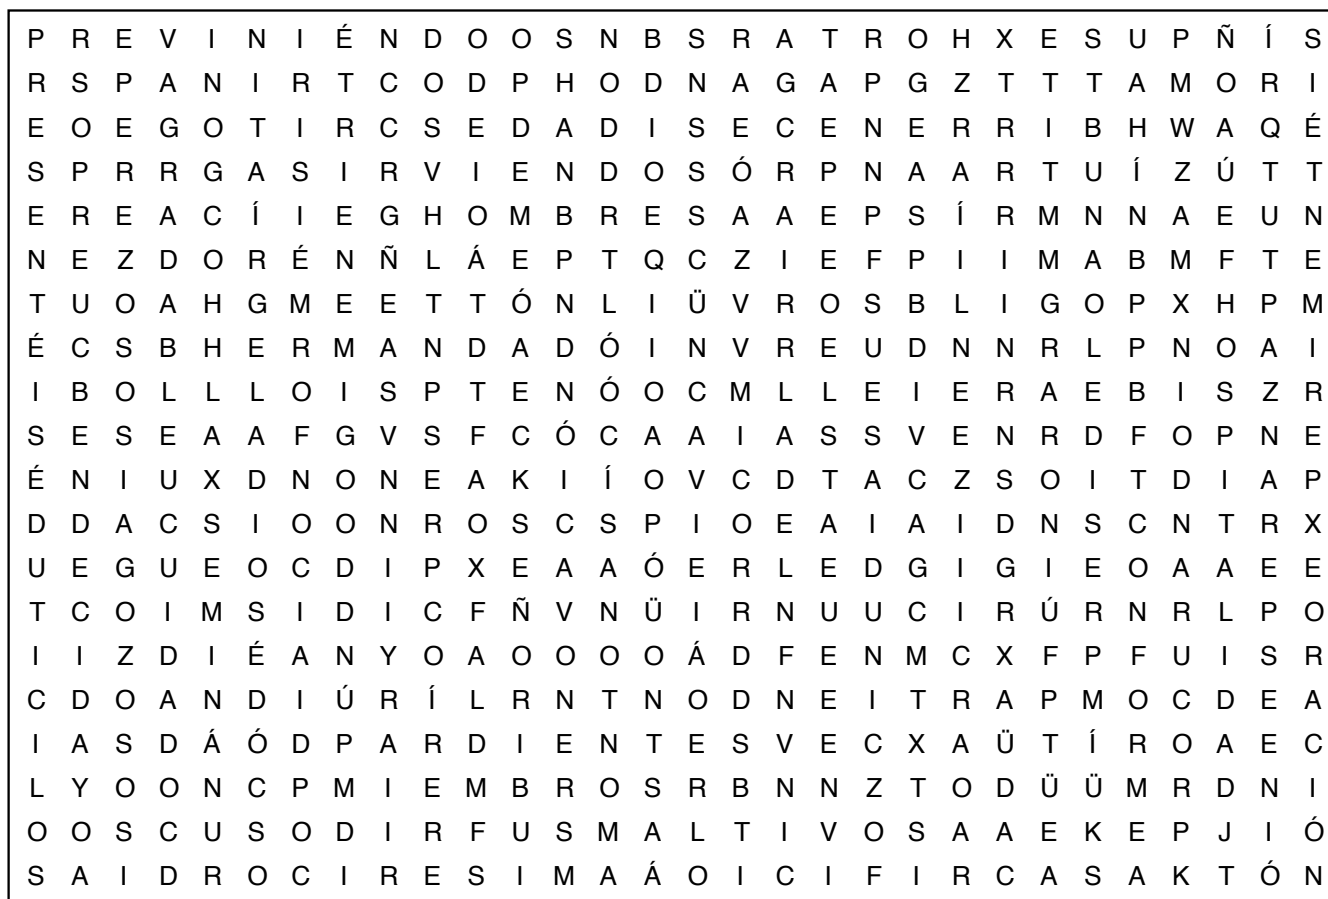 P R E V I N I É N D O O S N B S R A T R O H X E S U P Ñ Í S
R S P A N I R T C O D P H O D N A G A P G Z T T T A M O R I
E O E G O T I R C S E D A D I S E C E N E R R I B H W A Q É
S P R R G A S I R V I E N D O S Ó R P N A A R T U Í Z Ú T T
E R E A C Í I E G H O M B R E S A A E P S Í R M N N A E U N
N E Z D O R É N Ñ L Á E P T Q C Z I E F P I I M A B M F T E
T U O A H G M E E T T Ó N L I Ü V R O S B L I G O P X H P M
É C S B H E R M A N D A D Ó I N V R E U D N N R L P N O A I
I B O L L L O I S P T E N Ó O C M L L E I E R A E B I S Z R
S E S E A A F G V S F C Ó C A A I A S S V E N R D F O P N E
É N I U X D N O N E A K I Í O V C D T A C Z S O I T D I A P
D D A C S I O O N R O S C S P I O E A I A I D N S C N T R X
U E G U E O C D I P X E A A Ó E R L E D G I G I E O A A E E
T C O I M S I D I C F Ñ V N Ü I R N U U C I R Ú R N R L P O
I I Z D I É A N Y O A O O O O Á D F E N M C X F P F U I S R
C D O A N D I Ú R Í L R N T N O D N E I T R A P M O C D E A
I A S D Á Ó D P A R D I E N T E S V E C X A Ü T Í R O A E C
L Y O O N C P M I E M B R O S R B N N Z T O D Ü Ü M R D N I
O O S C U S O D I R F U S M A L T I V O S A A E K E P J I Ó
S A I D R O C I R E S I M A Á O I C I F I R C A S A K T Ó N